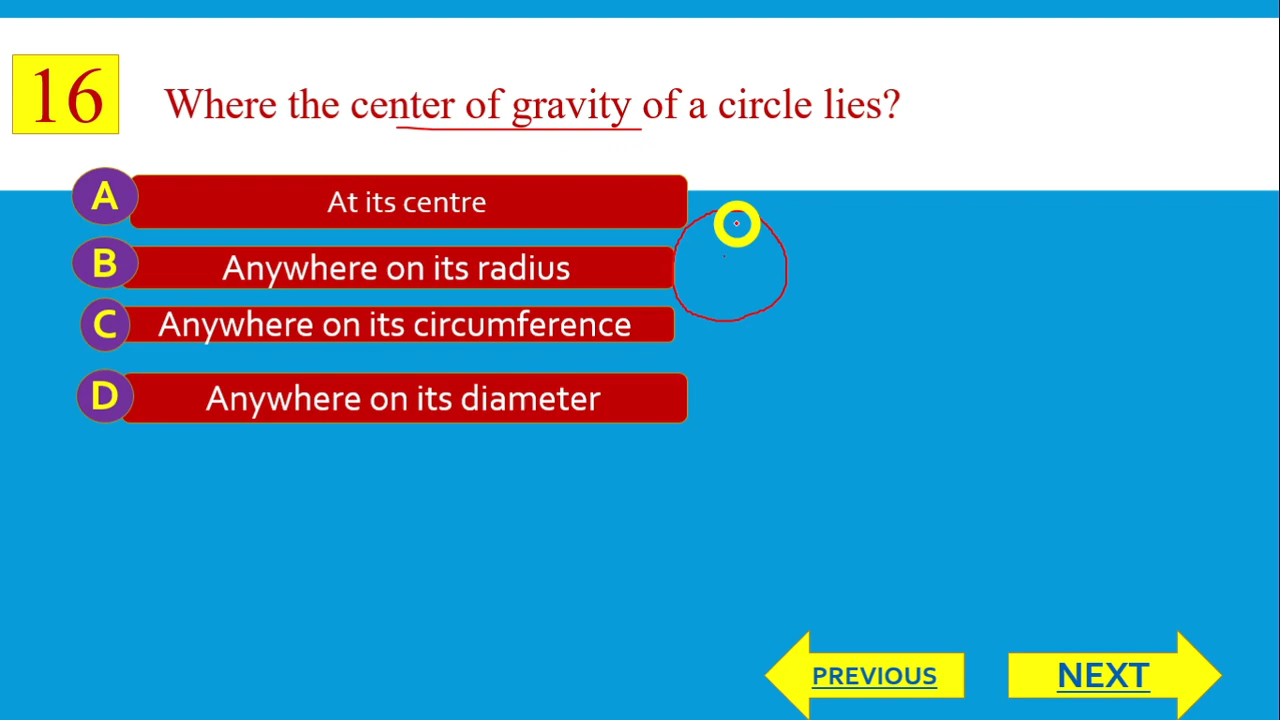 16
Where the center of gravity of a circle lies?
A
At its centre
B
Anywhere on its radius
C
Anywhere on its circumference
D
Anywhere on its diameter
PREVIOUS
NEXT